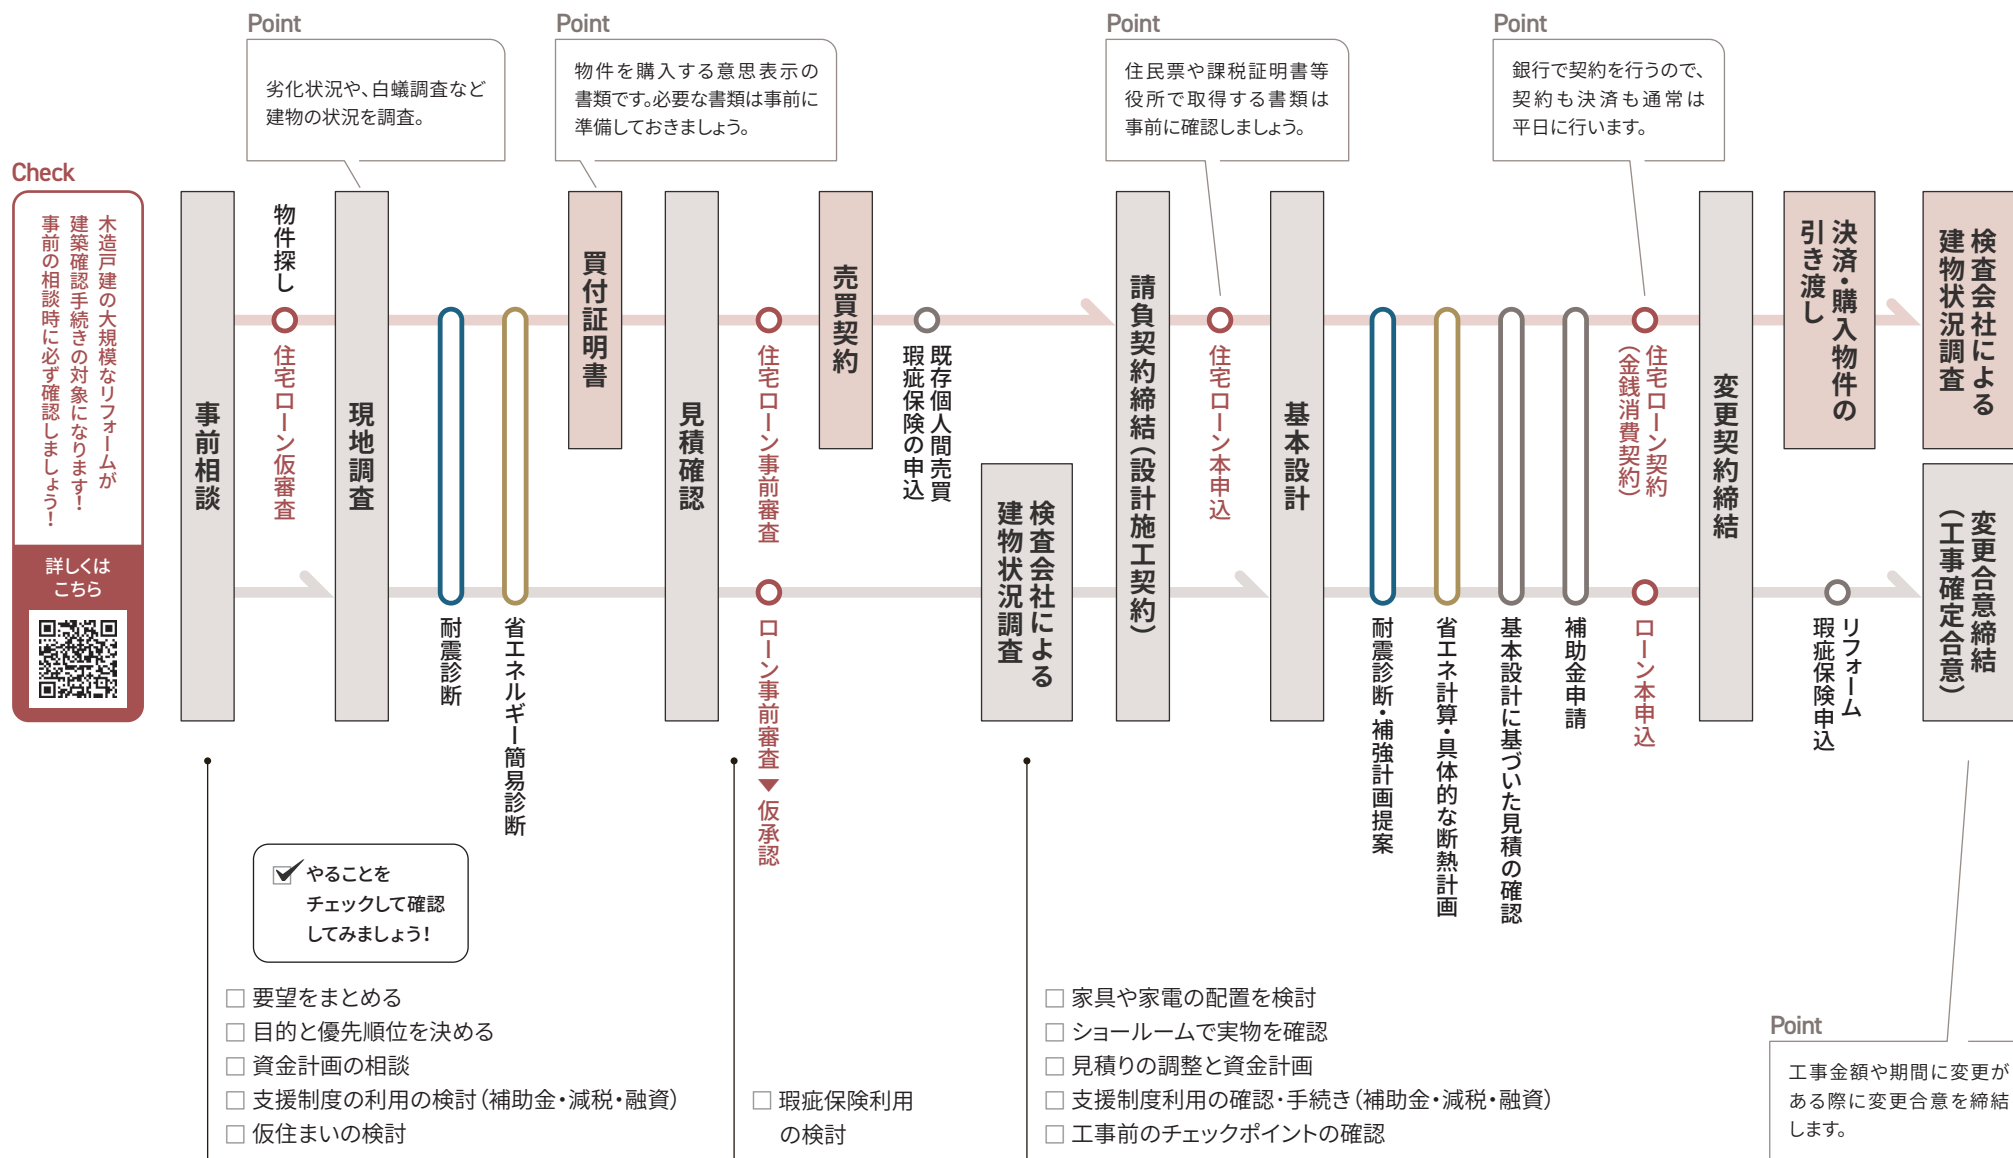 Point
劣化状況や、白蟻調査など
建物の状況を調査。
Point
物件を購入する意思表示の
書類です。必要な書類は事前に
準備しておきましょう。
Point
住民票や課税証明書等
役所で取得する書類は
事前に確認しましょう。
Point
銀行で契約を行うので、
契約も決済も通常は
平日に行います。
Check
木造戸建の大規模なリフォームが
建築確認手続きの対象になります！
事前の相談時に必ず確認しましょう！
詳しくは
こちら
事前相談
物件探し
住宅ローン仮審査
現地調査
耐震診断
省エネルギー簡易診断
買付証明書
見積確認
住宅ローン事前審査
ローン事前審査▼仮承認
売買契約
既存個人間売買
瑕疵保険の申込
検査会社による
建物状況調査
請負契約締結（設計施工契約）
住宅ローン本申込
基本設計
耐震診断・補強計画提案
省エネ計算・具体的な断熱計画
基本設計に基づいた見積の確認
補助金申請
住宅ローン契約
（金銭消費契約）
ローン本申込
変更契約締結
決済・購入物件の
引き渡し
リフォーム
瑕疵保険申込
検査会社による
建物状況調査
変更合意締結
（工事確定合意）
やることを
チェックして確認
してみましょう！
□ 要望をまとめる
□ 目的と優先順位を決める
□ 資金計画の相談
□ 支援制度の利用の検討（補助金・減税・融資）
□ 仮住まいの検討
□ 瑕疵保険利用
の検討
□ 家具や家電の配置を検討
□ ショールームで実物を確認
□ 見積りの調整と資金計画
□ 支援制度利用の確認・手続き（補助金・減税・融資）
□ 工事前のチェックポイントの確認
Point
工事金額や期間に変更が
ある際に変更合意を締結
します。